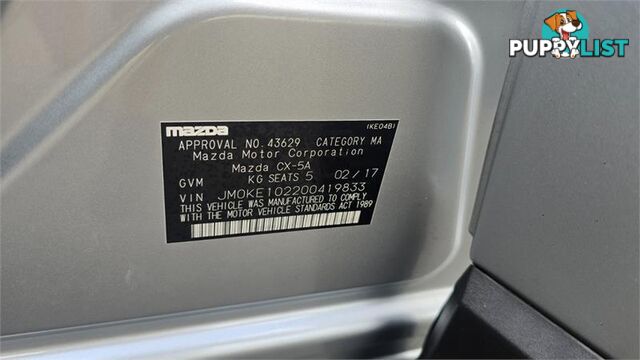 PUPPYLIST
mazda (KE04B)
APPROVAL NO. 43629 CATEGORY MA
Mazda Motor Corporation
Mazda CX-5A
GVM KG SEATS 5 02/17
VIN JM0KE102200419833
THIS VEHICLE WAS MANUFACTURED TO COMPLY
WITH THE MOTOR VEHICLE STANDARDS ACT 1989